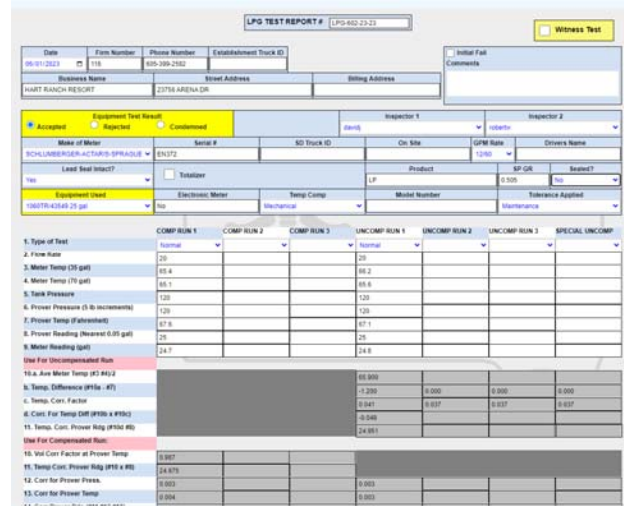 LPG TEST REPORT # LPG-602-23-23
Witness Test
Date Firm Number Phone Number Establishment Truck ID
05/01/2023 115 605-399-2582
Initial Fail
Comments
Business Name Street Address Billing Address
HART RANCH RESORT 23756 ARENA DR
Equipment Test Result Inspector 1 Inspector 2
Accepted Rejected Condemned davidj robertv
Make of Meter Serial # SD Truck ID On Site GPM Rate Drivers Name
SCHLUMBERGER-ACTARIS-SPRAGUE EN372 12/60
Lead Seal Intact? Totalizer Product SP GR Sealed?
Yes LP 0.505 No
Equipment Used Electronic Meter Temp Comp Model Number Tolerance Applied
25 gal No Mechanical Maintenance
COMP RUN 1 COMP RUN 2 COMP RUN 3 UNCOMP RUN 1 UNCOMP RUN 2 UNCOMP RUN 3 SPECIAL UNCOMP
1. Type of Test Normal Normal
2. Flow Rate 20 20
3. Meter Temp (35 gal) 65.4 66.2
4. Meter Temp (70 gal) 65.1 65.6
5. Tank Pressure 120 120
6. Prover Pressure (5 lb increments) 120 120
7. Prover Temp (Fahrenheit) 67.6 67.1
8. Prover Reading (Nearest 0.05 gal) 25 25
9. Meter Reading (gal) 24.7 24.8
Use For Uncompensated Run
10.a. Ave Meter Temp (#3 #4)/2 65.900
b. Temp. Difference (#10a - #7) -1.200 0.000 0.000 0.000
c. Temp. Corr. Factor 0.041 0.037 0.037 0.037
d. Corr. For Temp Diff (#10b x #10c) -0.049
11. Temp. Corr. Prover Rdg (#10d #8) 24.951
Use For Compensated Run:
10. Vol Corr Factor at Prover Temp 0.987
11. Temp Corr. Prover Rdg (#10 x #8) 24.675
12. Corr for Prover Press. 0.003 0.003
13. Corr for Prover Temp 0.004 0.003